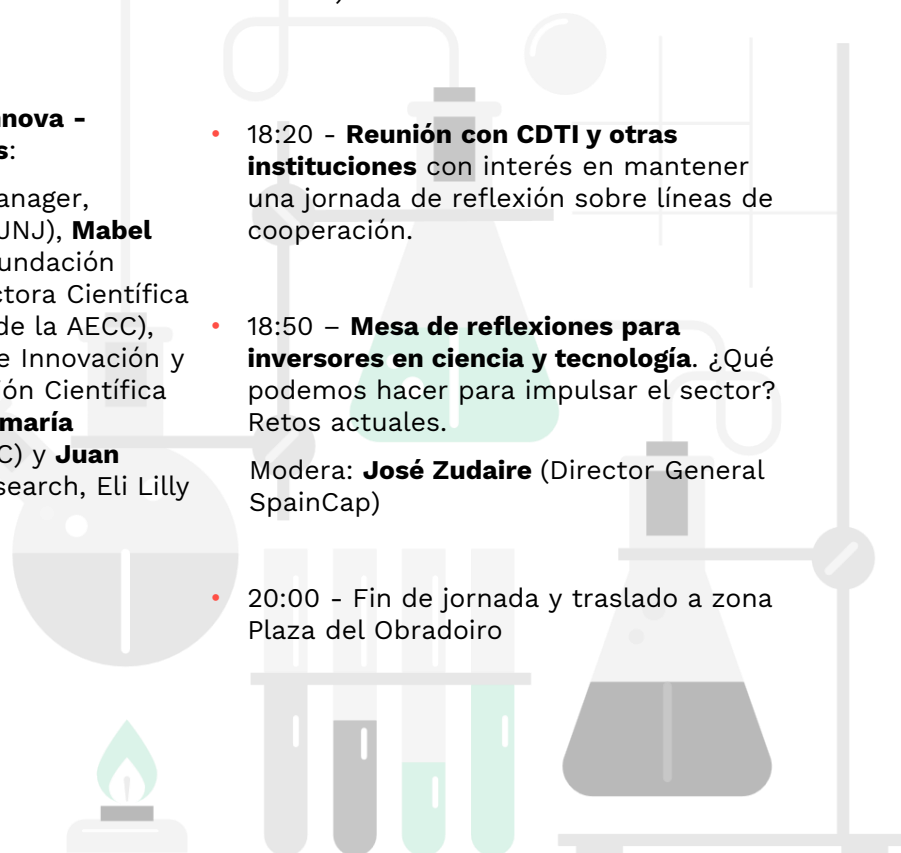 nova -
s:
anager,
JNJ), Mabel
undación
ctora Científica
de la AECC),
e Innovación y
ón Científica
maría
C) y Juan
search, Eli Lilly
• 18:20 - Reunión con CDTI y otras
instituciones con interés en mantener
una jornada de reflexión sobre líneas de
cooperación.
• 18:50 – Mesa de reflexiones para
inversores en ciencia y tecnología. ¿Qué
podemos hacer para impulsar el sector?
Retos actuales.
Modera: José Zudaire (Director General
SpainCap)
• 20:00 - Fin de jornada y traslado a zona
Plaza del Obradoiro